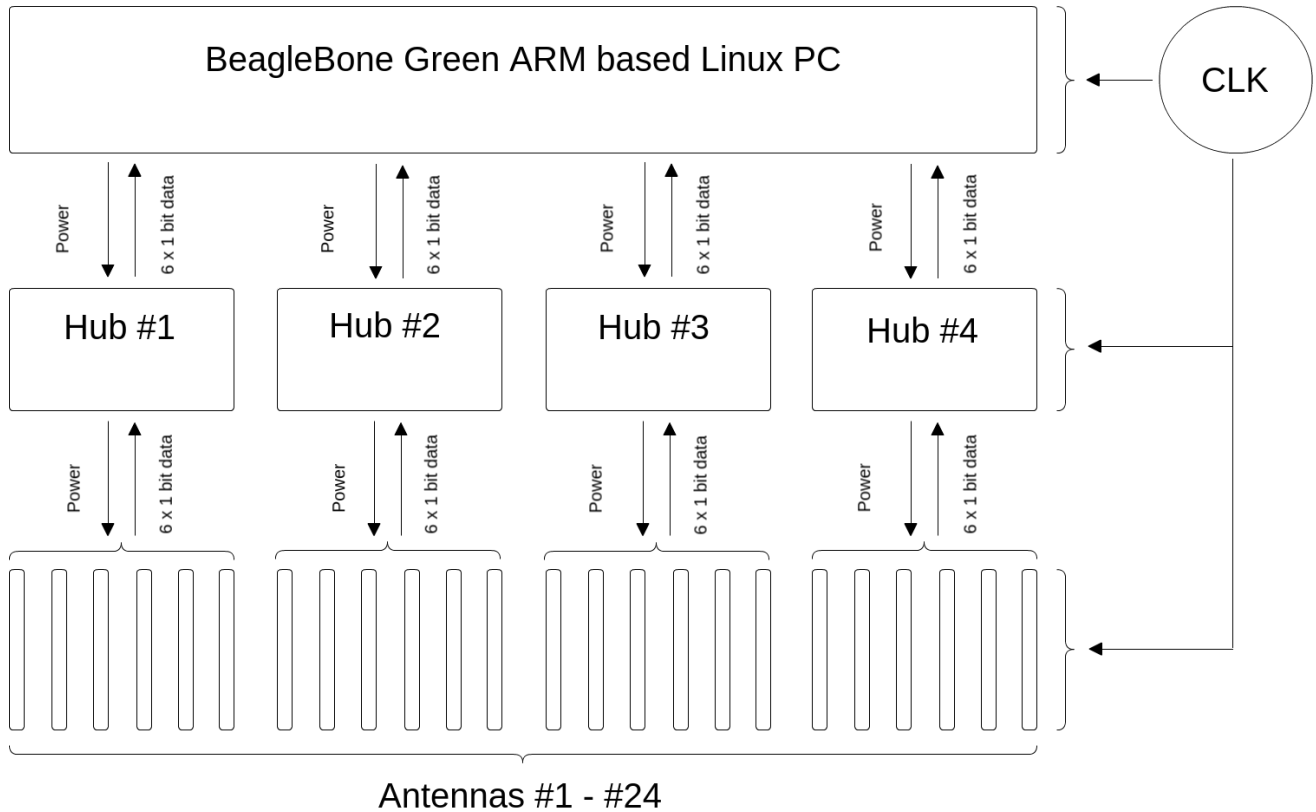 BeagleBone Green ARM based Linux PC
CLK
Power
6 x 1 bit data
Power
6 x 1 bit data
Power
6 x 1 bit data
Power
6 x 1 bit data
Hub #1
Hub #2
Hub #3
Hub #4
Power
6 x 1 bit data
Power
6 x 1 bit data
Power
6 x 1 bit data
Power
6 x 1 bit data
Antennas #1 - #24